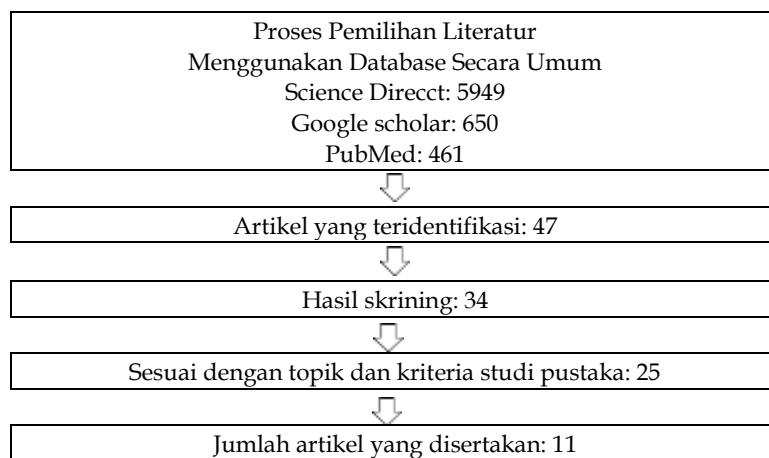 Proses Pemilihan Literatur
Menggunakan Database Secara Umum
Science Direcct: 5949
Google scholar: 650
PubMed: 461
Artikel yang teridentifikasi: 47
Hasil skrining: 34
Sesuai dengan topik dan kriteria studi pustaka: 25
Jumlah artikel yang disertakan: 11